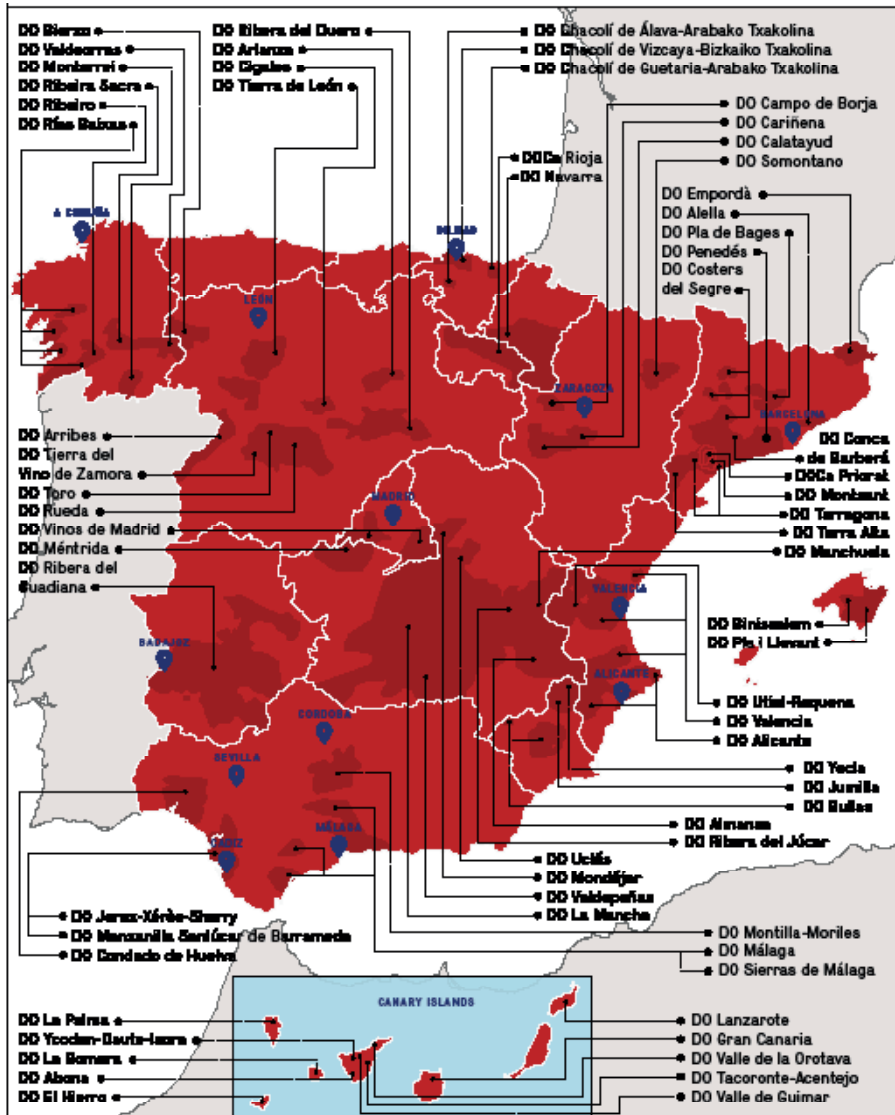 DO Bierzo
DO Valdeorras
DO Monterrei
DO Ribeira Sacra
DO Ribeiro
DO Rías Baixas
DO Ribera del Duero
DO Arlanza
DO Cigales
DO Tierra de León
DO Chacolí de Álava-Arabako Txakolina
DO Chacolí de Vizcaya-Bizkaiko Txakolina
DO Chacolí de Guetaria-Arabako Txakolina
DO Campo de Borja
DO Cariñena
DO Calatayud
DO Somontano
DOCa Rioja
DO Navarra
DO Empordà
DO Alella
DO Pla de Bages
DO Penedés
DO Costers
del Segre
A CORUÑA
BILBAO
LEÓN
ZARAGOZA
BARCELONA
DO Arribes
DO Tierra del
Vino de Zamora
DO Toro
DO Rueda
DO Vinos de Madrid
DO Méntrida
DO Ribera del
Guadiana
MADRID
DO Conca
de Barberá
DOCa Priorat
DO Montsant
DO Tarragona
DO Terra Alta
DO Manchuela
VALENCIA
DO Binissalem
DO Pla i Llevant
BADAJOZ
ALICANTE
CORDOBA
SEVILLA
MÁLAGA
CADIZ
DO Utiel-Requena
DO Valencia
DO Alicante
DO Yecla
DO Jumilla
DO Bullas
DO Almansa
DO Ribera del Júcar
DO Uclés
DO Mondéjar
DO Valdepeñas
DO La Mancha
DO Jerez-Xérès-Sherry
DO Manzanilla Sanlúcar de Barrameda
DO Condado de Huelva
DO Montilla-Moriles
DO Málaga
DO Sierras de Málaga
CANARY ISLANDS
DO La Palma
DO Ycoden-Daute-Isora
DO La Gomera
DO Abona
DO El Hierro
DO Lanzarote
DO Gran Canaria
DO Valle de la Orotava
DO Tacoronte-Acentejo
DO Valle de Guimar